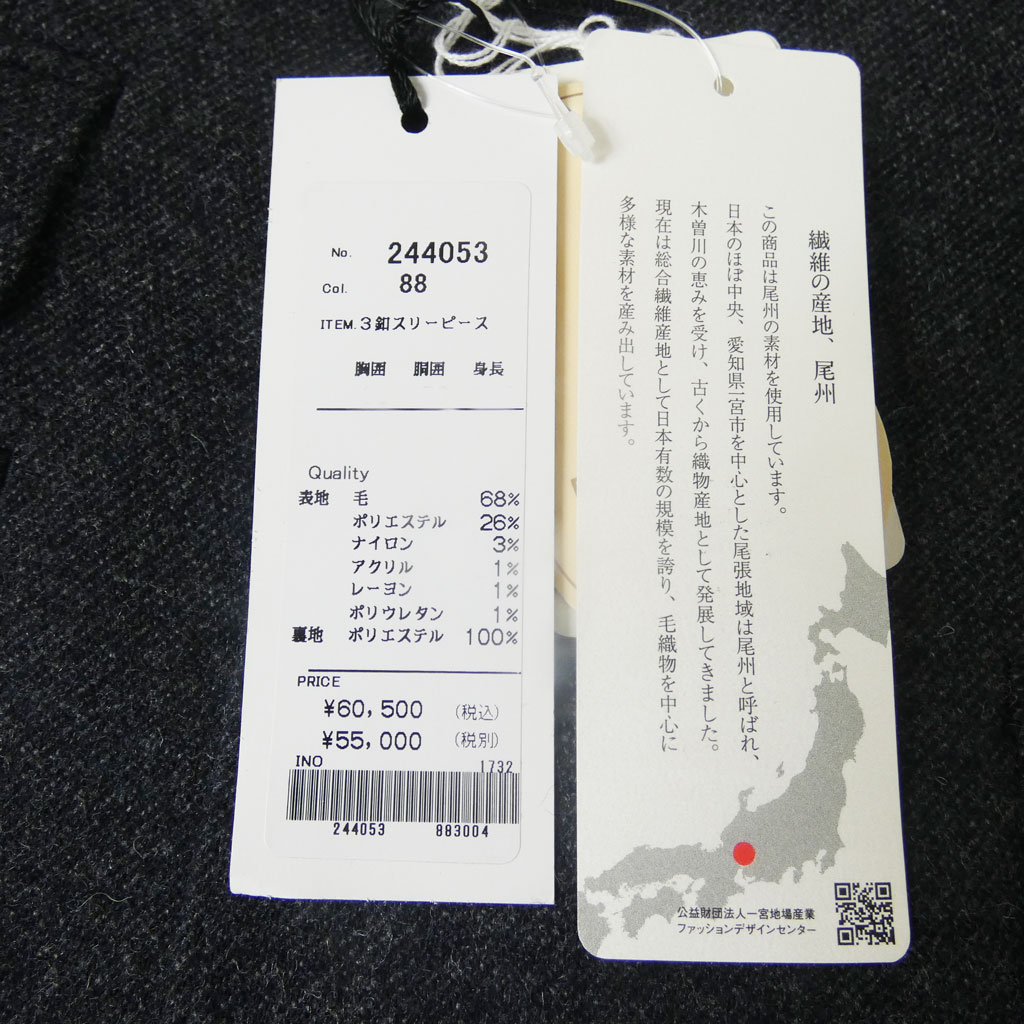 No. 244053
Col. 88
ITEM.3釦スリーピース
胸囲 胴囲 身長
Quality
表地 毛 68%
ポリエステル 26%
ナイロン 3%
アクリル 1%
レーヨン 1%
ポリウレタン 1%
裏地 ポリエステル 100%
PRICE
¥60,500 (税込)
¥55,000 (税別)
INO 1732
244053 883004
繊維の産地、尾州
この商品は尾州の素材を使用しています。
日本のほぼ中央、愛知県一宮市を中心とした尾張地域は尾州と呼ばれ、
木曽川の恵みを受け、古くから織物産地として発展してきました。
現在は総合繊維産地として日本有数の規模を誇り、毛織物を中心に
多様な素材を産み出しています。
公益財団法人一宮地場産業
ファッションデザインセンター